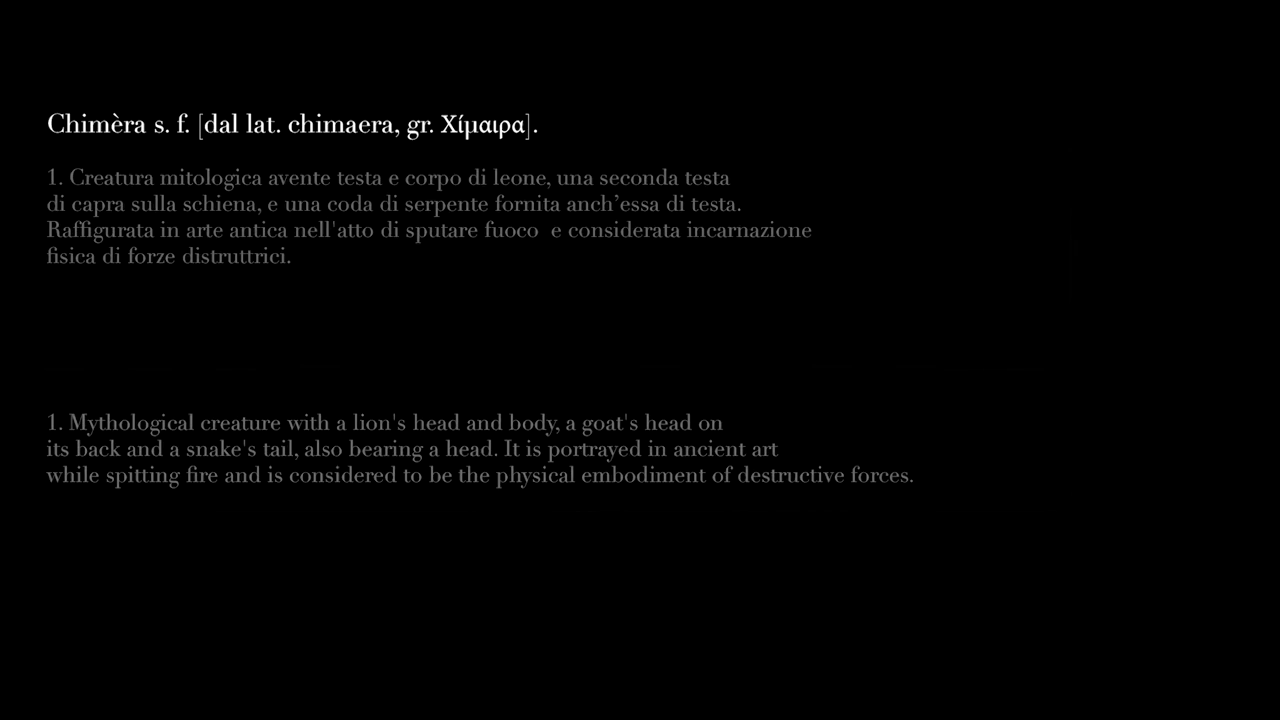 Chimèra s. f. [dal lat. chimaera, gr. Χίμαιρα].
1. Creatura mitologica avente testa e corpo di leone, una seconda testa
di capra sulla schiena, e una coda di serpente fornita anch’essa di testa.
Raffigurata in arte antica nell'atto di sputare fuoco  e considerata incarnazione
fisica di forze distruttrici.
1. Mythological creature with a lion's head and body, a goat's head on
its back and a snake's tail, also bearing a head. It is portrayed in ancient art
while spitting fire and is considered to be the physical embodiment of destructive forces.